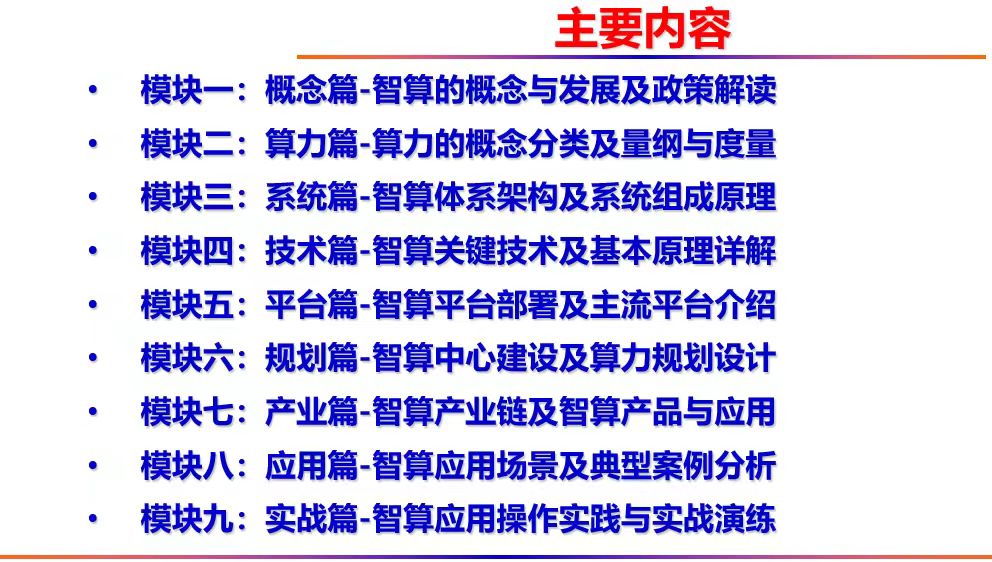 主要内容
• 模块一：概念篇-智算的概念与发展及政策解读
• 模块二：算力篇-算力的概念分类及量纲与度量
• 模块三：系统篇-智算体系架构及系统组成原理
• 模块四：技术篇-智算关键技术及基本原理详解
• 模块五：平台篇-智算平台部署及主流平台介绍
• 模块六：规划篇-智算中心建设及算力规划设计
• 模块七：产业篇-智算产业链及智算产品与应用
• 模块八：应用篇-智算应用场景及典型案例分析
• 模块九：实战篇-智算应用操作实践与实战演练